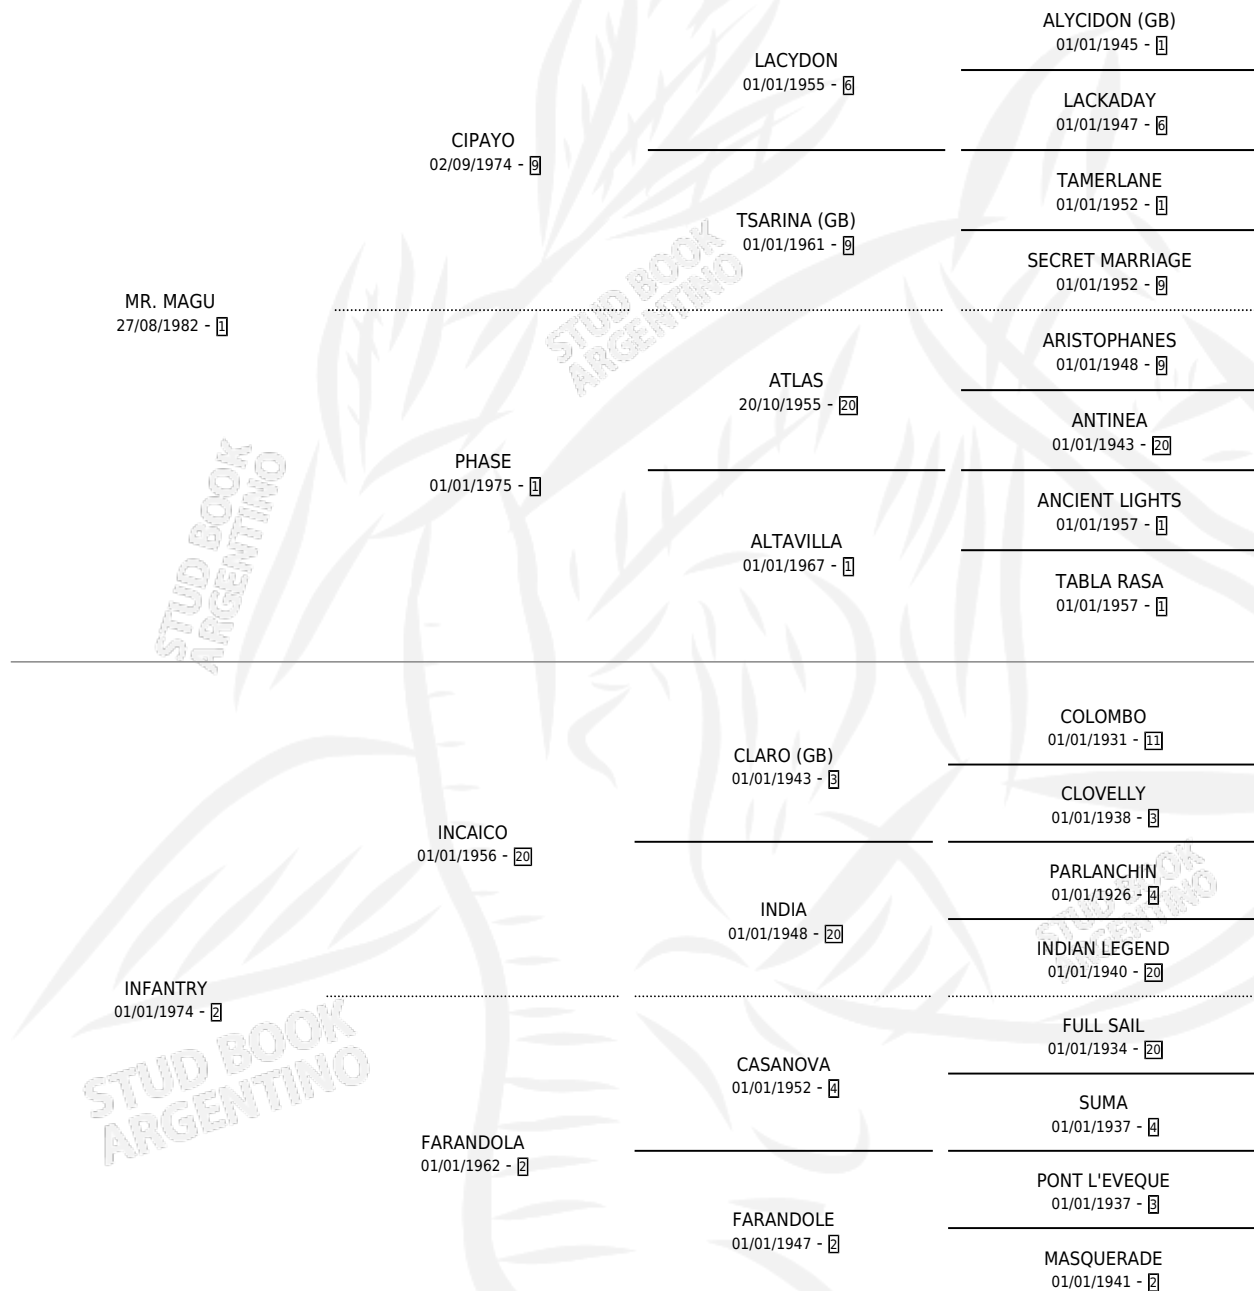 ALYCIDON (GB)
01/01/1945 - 1
LACYDON
01/01/1955 - 6
LACKADAY
01/01/1947 - 6
CIPAYO
02/09/1974 - 9
TAMERLANE
01/01/1952 - 1
TSARINA (GB)
01/01/1961 - 9
SECRET MARRIAGE
01/01/1952 - 9
MR. MAGU
27/08/1982 - 1
ARISTOPHANES
01/01/1948 - 9
ATLAS
20/10/1955 - 20
ANTINEA
01/01/1943 - 20
PHASE
01/01/1975 - 1
ANCIENT LIGHTS
01/01/1957 - 1
ALTAVILLA
01/01/1967 - 1
TABLA RASA
01/01/1957 - 1
COLOMBO
01/01/1931 - 11
CLARO (GB)
01/01/1943 - 3
CLOVELLY
01/01/1938 - 3
INCAICO
01/01/1956 - 20
PARLANCHIN
01/01/1926 - 4
INDIA
01/01/1948 - 20
INDIAN LEGEND
01/01/1940 - 20
INFANTRY
01/01/1974 - 2
FULL SAIL
01/01/1934 - 20
CASANOVA
01/01/1952 - 4
SUMA
01/01/1937 - 4
FARANDOLA
01/01/1962 - 2
PONT L'EVEQUE
01/01/1937 - 3
FARANDOLE
01/01/1947 - 2
MASQUERADE
01/01/1941 - 2
STUD BOOK
ARGENTINO
STUD BOOK
ARGENTINO
STUD BOOK
ARGENTINO
STUD BOOK
ARGENTINO